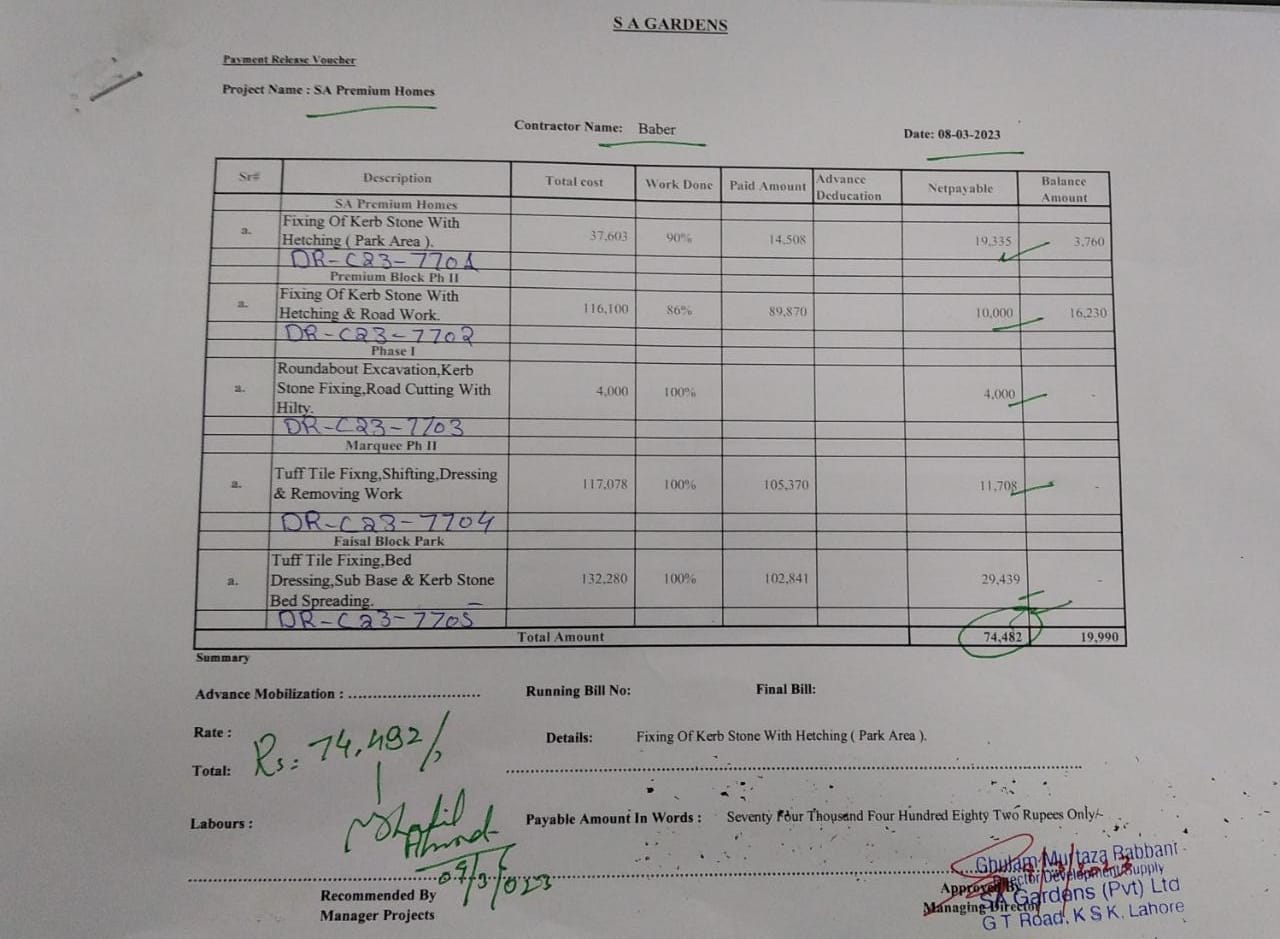 S A GARDENS
Payment Release Voucher
Project Name : SA Premium Homes
Contractor Name: Baber
Date: 08-03-2023
Sr# Description Total cost Work Done Paid Amount Advance Deducation Netpayable Balance Amount
SA Premium Homes
a. Fixing Of Kerb Stone With Hetching ( Park Area ). 37,603 90% 14,508 19,335 3,760
DR-C23-7701
Premium Block Ph II
a. Fixing Of Kerb Stone With Hetching & Road Work. 116,100 86% 89,870 10,000 16,230
DR-C23-7702
Phase I
a. Roundabout Excavation,Kerb Stone Fixing,Road Cutting With Hilty. 4,000 100% 4,000 -
DR-C23-7703
Marquee Ph II
a. Tuff Tile Fixng,Shifting,Dressing & Removing Work 117,078 100% 105,370 11,708 -
DR-C23-7704
Faisal Block Park
a. Tuff Tile Fixing,Bed Dressing,Sub Base & Kerb Stone Bed Spreading. 132,280 100% 102,841 29,439 -
DR-C23-7705
Total Amount 74,482 19,990
Summary
Advance Mobilization : ........................... Running Bill No: Final Bill:
Rate :
Rs: 74,482/
Details: Fixing Of Kerb Stone With Hetching ( Park Area ).
Total:
Labours :
Payable Amount In Words : Seventy Four Thousand Four Hundred Eighty Two Rupees Only/-
09/3/023
Recommended By
Manager Projects
Approved By
Managing Director
Ghulam Murtaza Rabbani
Director Development Supply
SA Gardens (Pvt) Ltd
G T Road, K S K, Lahore